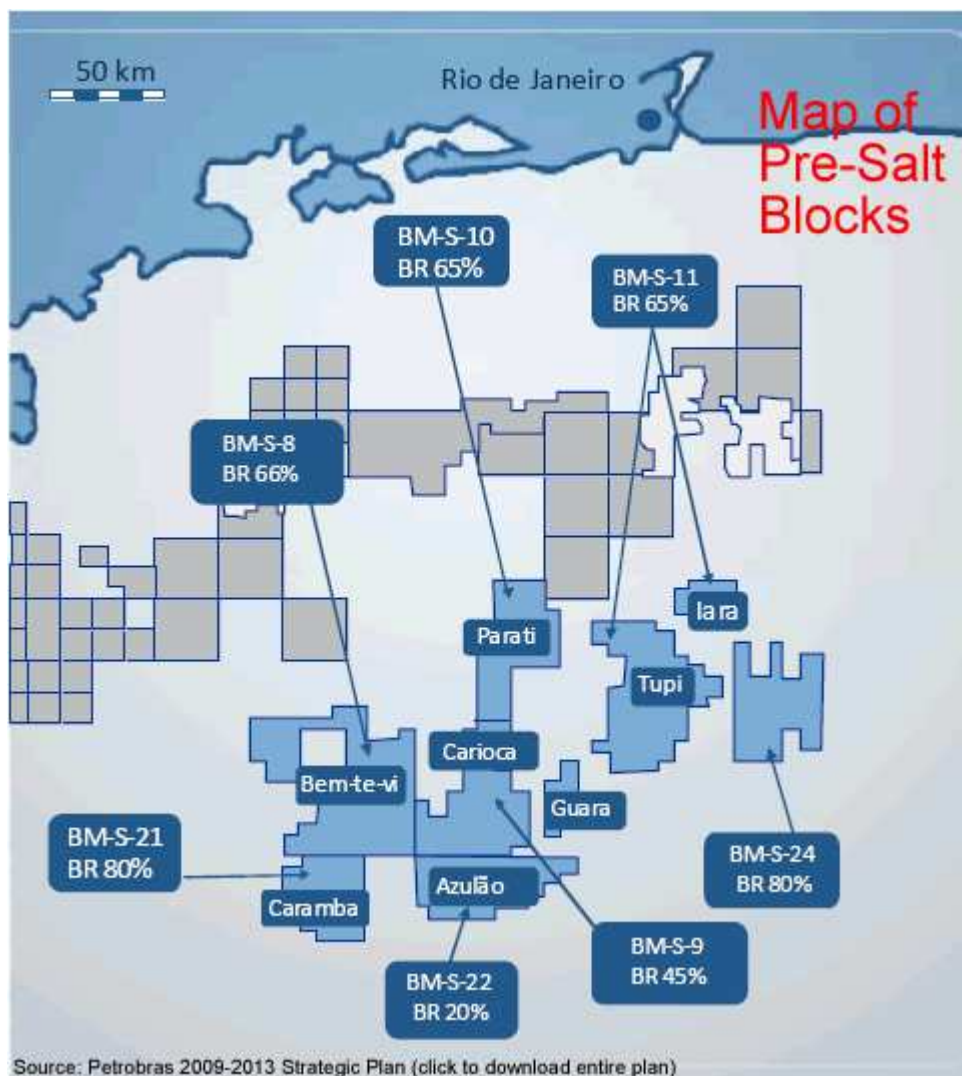 50 km
Rio de Janeiro
Map of
Pre-Salt
Blocks
BM-S-10
BR 65%
BM-S-11
BR 65%
BM-S-8
BR 66%
Iara
Parati
Tupi
Carioca
Bem-te-vi
Guara
BM-S-21
BR 80%
BM-S-24
BR 80%
Azulão
Caramba
BM-S-9
BR 45%
BM-S-22
BR 20%
Source: Petrobras 2009-2013 Strategic Plan (click to download entire plan)